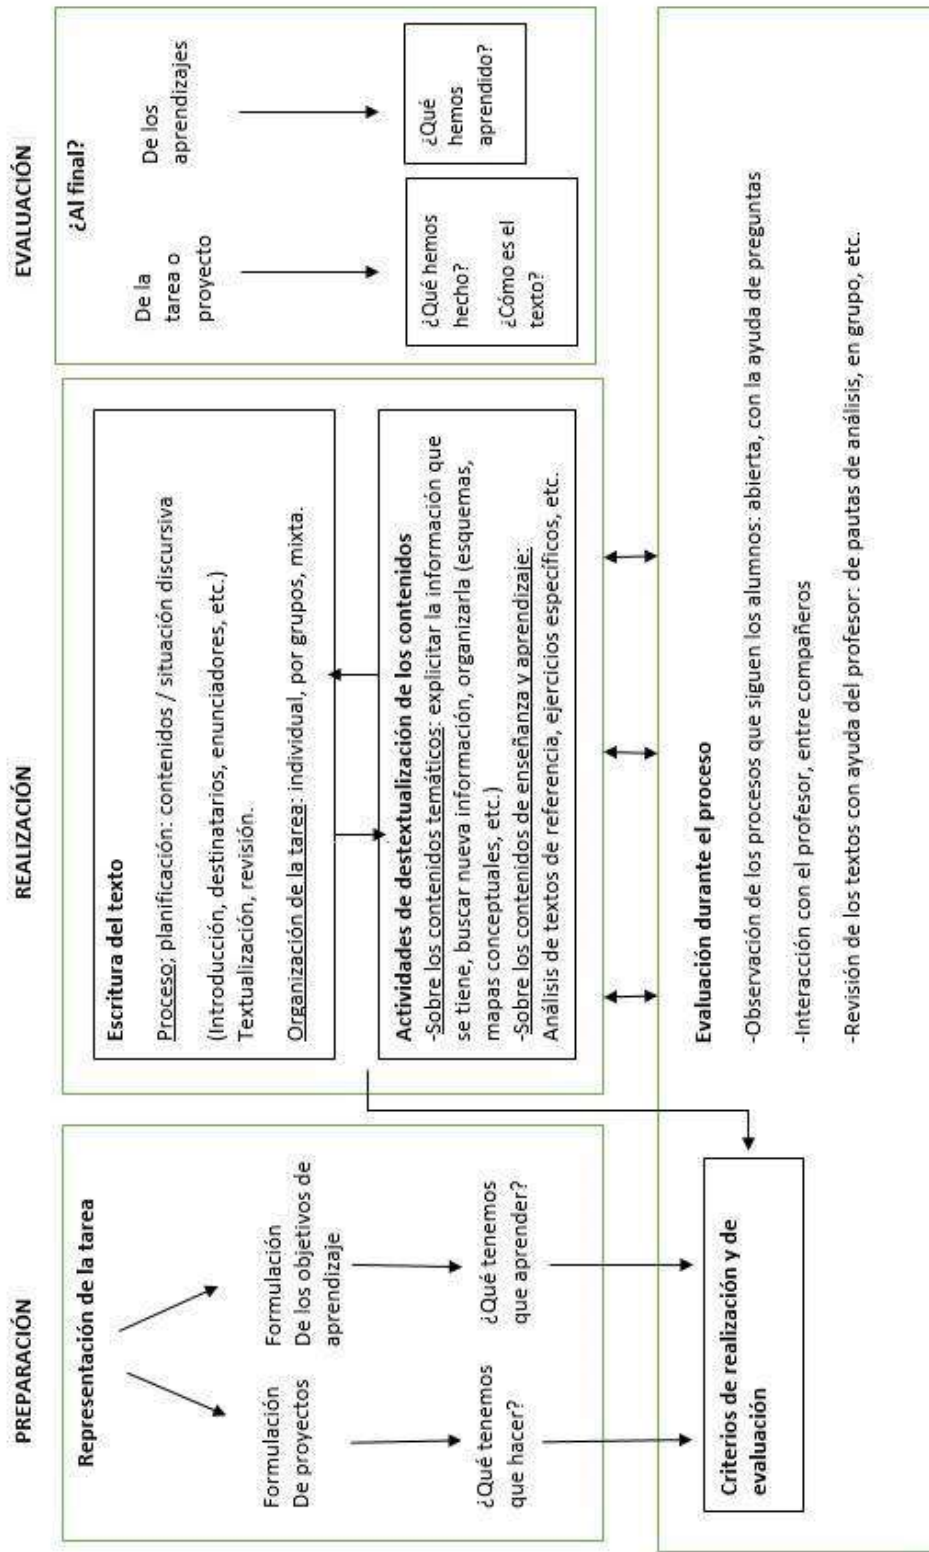 PREPARACIÓN
Representación de la tarea
Formulación
De proyectos
Formulación
De los objetivos de
aprendizaje
¿Qué tenemos
que hacer?
¿Qué tenemos
que aprender?
Criterios de realización y de
evaluación
REALIZACIÓN
Escritura del texto
Proceso; planificación: contenidos / situación discursiva
(Introducción, destinatarios, enunciadores, etc.)
Textualización, revisión.
Organización de la tarea: individual, por grupos, mixta.
Actividades de destextualización de los contenidos
-Sobre los contenidos temáticos: explicitar la información que
se tiene, buscar nueva información, organizarla (esquemas,
mapas conceptuales, etc.)
-Sobre los contenidos de enseñanza y aprendizaje:
Análisis de textos de referencia, ejercicios específicos, etc.
EVALUACIÓN
¿Al final?
De la
tarea o
proyecto
De los
aprendizajes
¿Qué hemos
hecho?
¿Cómo es el
texto?
¿Qué
hemos
aprendido?
Evaluación durante el proceso
-Observación de los procesos que siguen los alumnos: abierta, con la ayuda de preguntas
-Interacción con el profesor, entre compañeros
-Revisión de los textos con ayuda del profesor: de pautas de análisis, en grupo, etc.